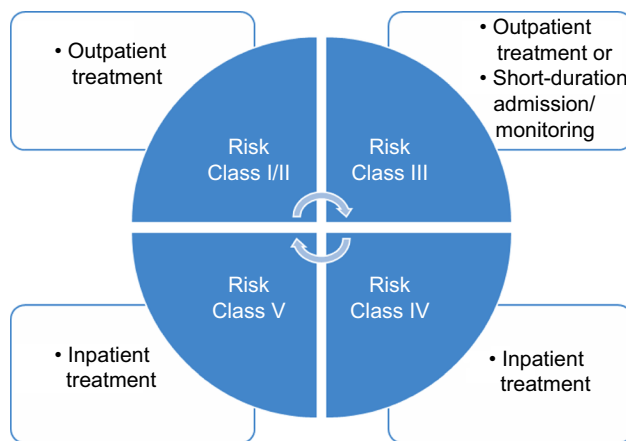 • Outpatient
treatment
• Outpatient
treatment or
• Short-duration
admission/
monitoring
Risk
Class I/II
Risk
Class III
Risk
Class V
Risk
Class IV
• Inpatient
treatment
• Inpatient
treatment